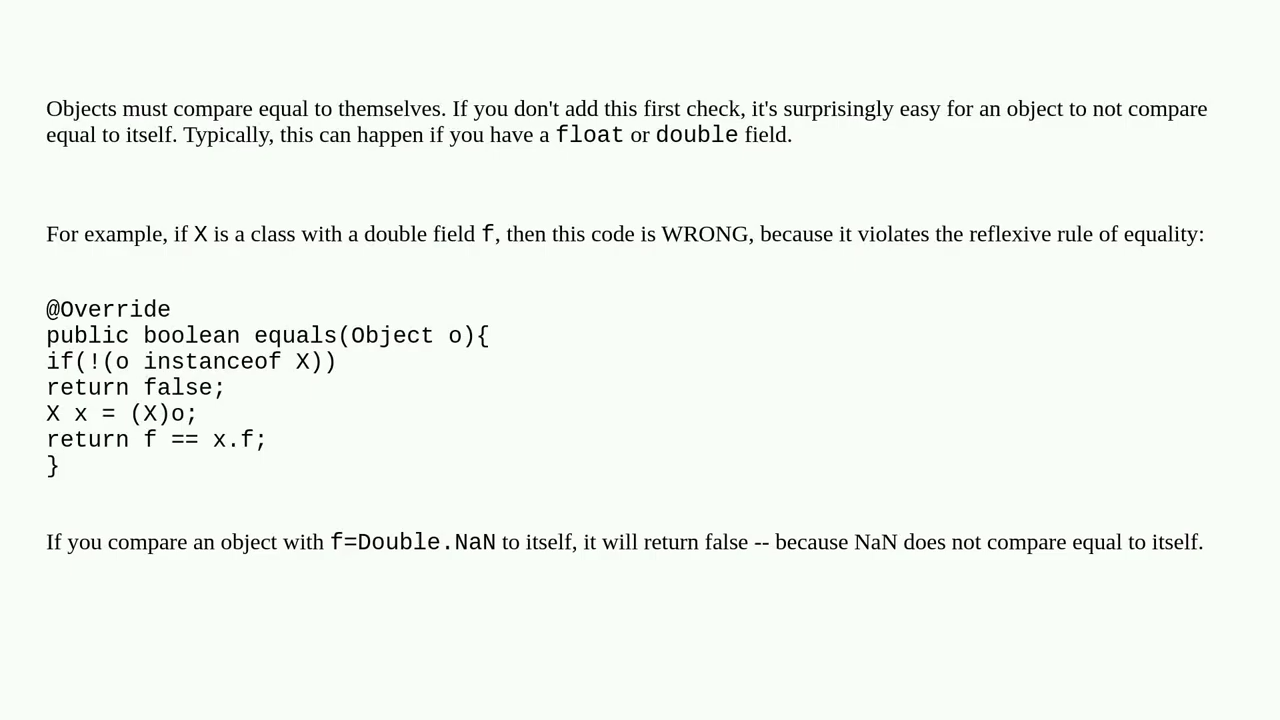 Objects must compare equal to themselves. If you don't add this first check, it's surprisingly easy for an object to not compare
equal to itself. Typically, this can happen if you have a float or double field.
For example, if X is a class with a double field f, then this code is WRONG, because it violates the reflexive rule of equality:
@Override
public boolean equals(Object o){
if(!(o instanceof X))
return false;
X x = (X)o;
return f == x.f;
}
If you compare an object with f=Double.NaN to itself, it will return false -- because NaN does not compare equal to itself.